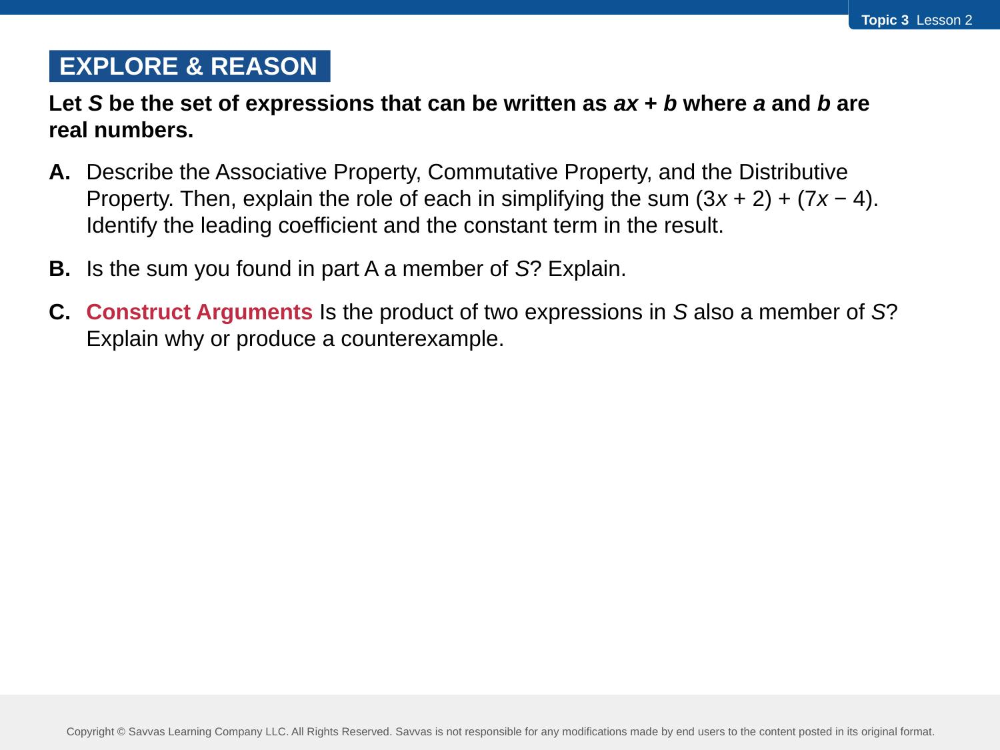 Topic 3 Lesson 2
EXPLORE & REASON
Let S be the set of expressions that can be written as ax + b where a and b are
real numbers.
A. Describe the Associative Property, Commutative Property, and the Distributive
Property. Then, explain the role of each in simplifying the sum (3x + 2) + (7x − 4).
Identify the leading coefficient and the constant term in the result.
B. Is the sum you found in part A a member of S? Explain.
C. Construct Arguments Is the product of two expressions in S also a member of S?
Explain why or produce a counterexample.
Copyright © Savvas Learning Company LLC. All Rights Reserved. Savvas is not responsible for any modifications made by end users to the content posted in its original format.